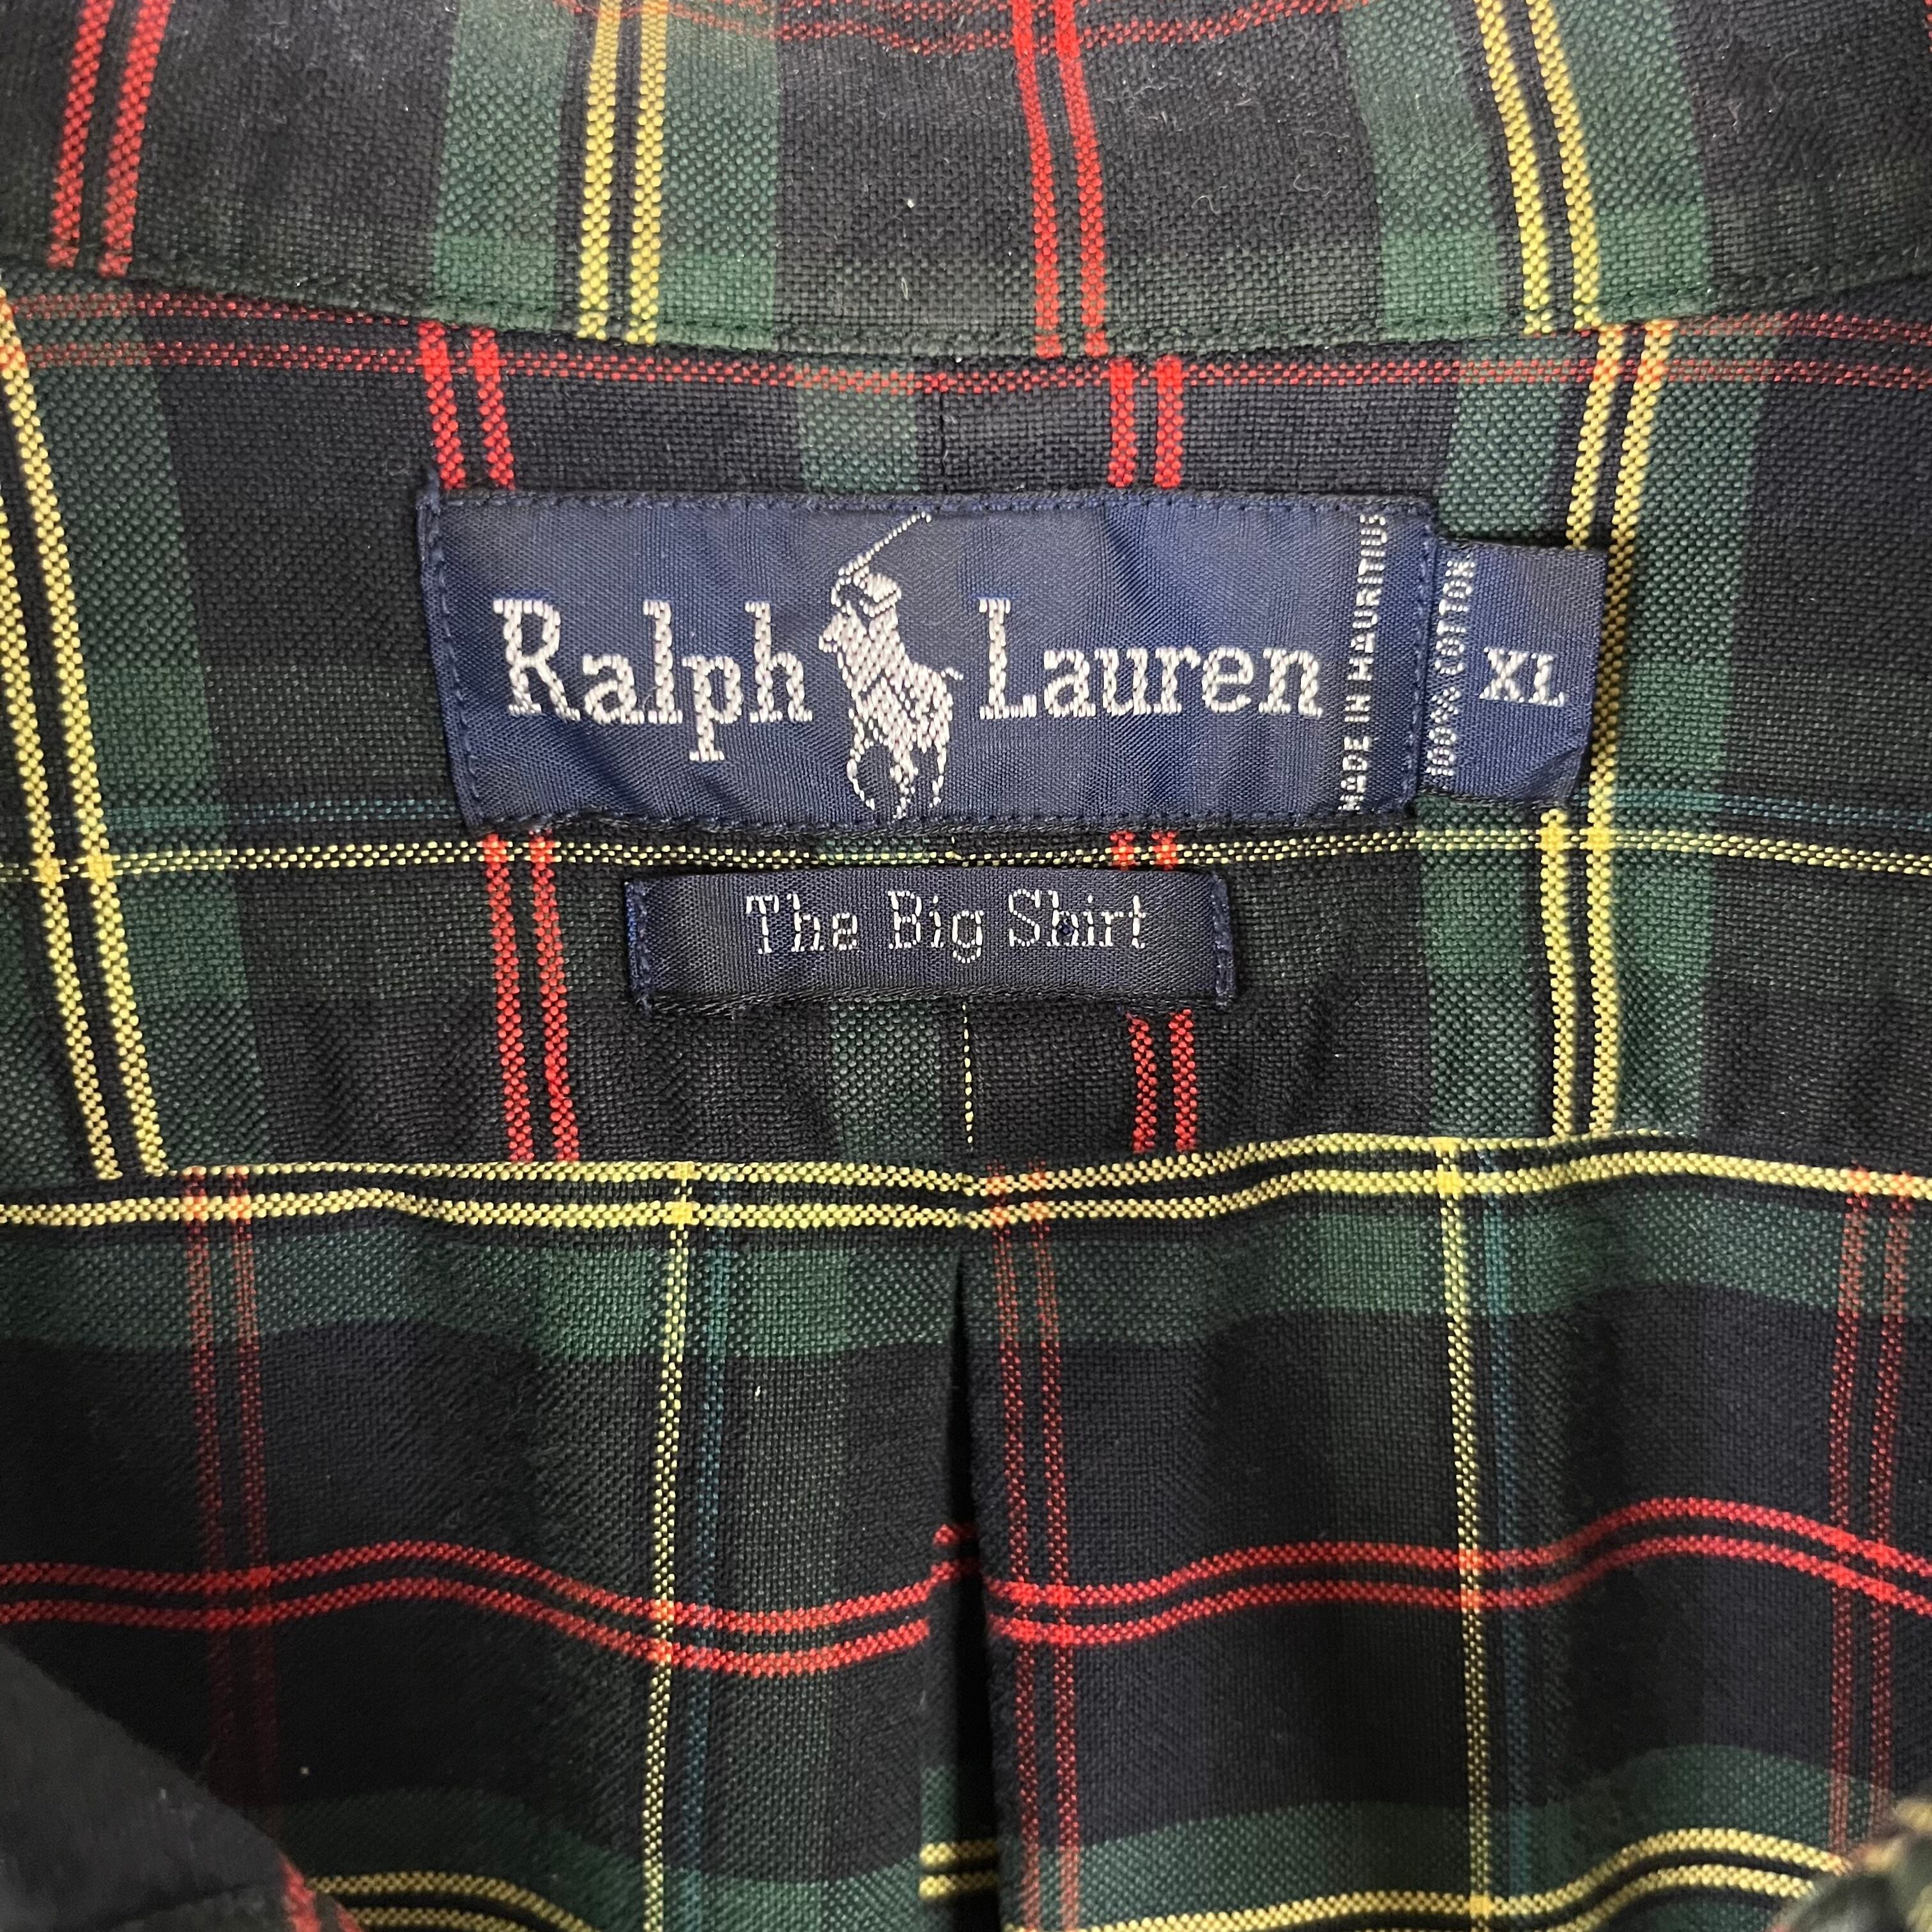 Ralph Lauren
MADE IN MAURITIUS
100% COTTON
XL
The Big Shirt